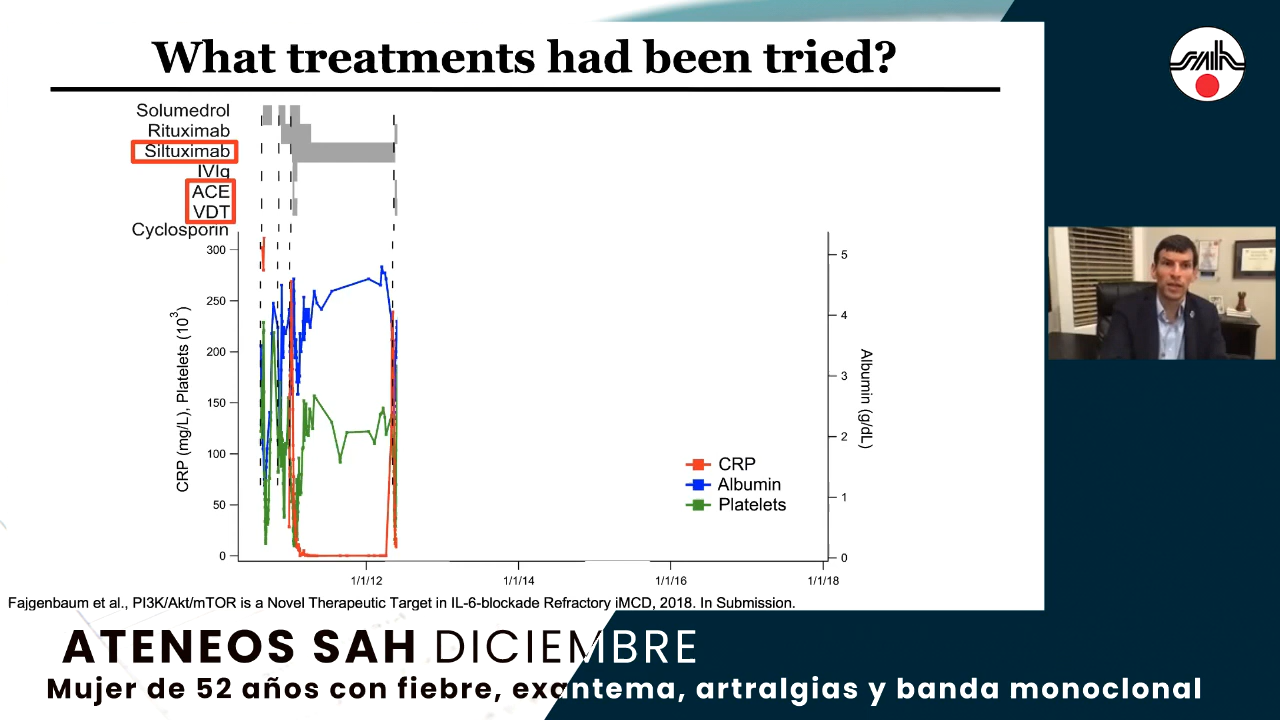 What treatments had been tried?
Solumedrol
Rituximab
Siltuximab
IVIg
ACE
VDT
Cyclosporin
300
250
200
150
100
50
0
CRP (mg/L), Platelets (10³)
5
4
3
2
1
0
Albumin (g/dL)
CRP
Albumin
Platelets
1/1/12
1/1/14
1/1/16
1/1/18
Fajgenbaum et al., PI3K/Akt/mTOR is a Novel Therapeutic Target in IL-6-blockade Refractory iMCD, 2018. In Submission.
ATENEOS SAH DICIEMBRE
Mujer de 52 años con fiebre, exantema, artralgias y banda monoclonal